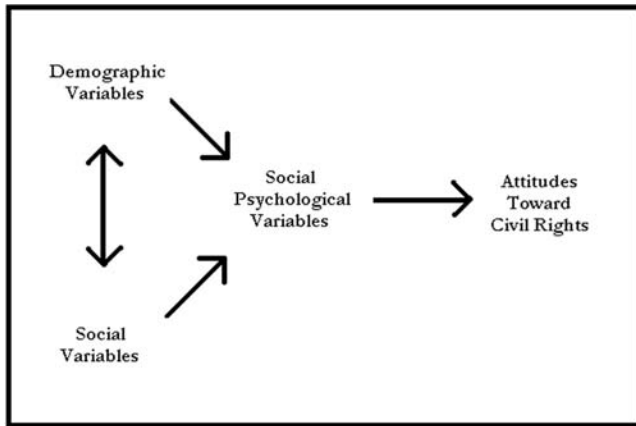 Demographic
Variables
Social
Psychological
Variables
Attitudes
Toward
Civil Rights
Social
Variables